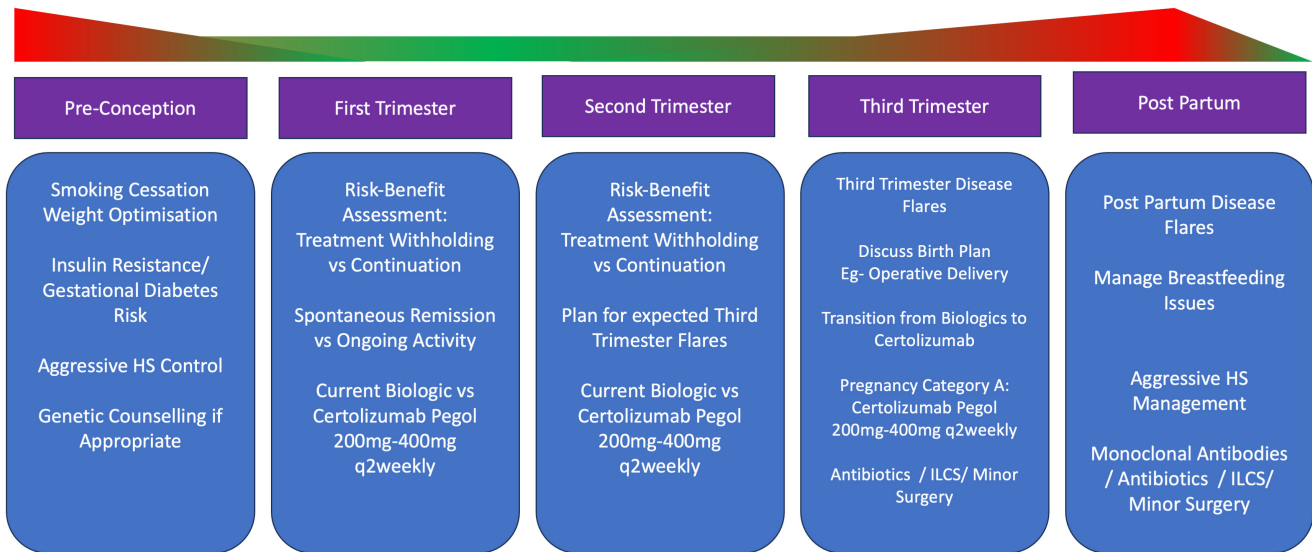 Pre-Conception
First Trimester
Second Trimester
Third Trimester
Post Partum
Smoking Cessation
Weight Optimisation
Insulin Resistance/
Gestational Diabetes
Risk
Aggressive HS Control
Genetic Counselling if
Appropriate
Risk-Benefit
Assessment:
Treatment Withholding
vs Continuation
Spontaneous Remission
vs Ongoing Activity
Current Biologic vs
Certolizumab Pegol
200mg-400mg
q2weekly
Risk-Benefit
Assessment:
Treatment Withholding
vs Continuation
Plan for expected Third
Trimester Flares
Current Biologic vs
Certolizumab Pegol
200mg-400mg
q2weekly
Third Trimester Disease
Flares
Discuss Birth Plan
Eg- Operative Delivery
Transition from Biologics to
Certolizumab
Pregnancy Category A:
Certolizumab Pegol
200mg-400mg q2weekly
Antibiotics / ILCS/ Minor
Surgery
Post Partum Disease
Flares
Manage Breastfeeding
Issues
Aggressive HS
Management
Monoclonal Antibodies
/ Antibiotics / ILCS/
Minor Surgery